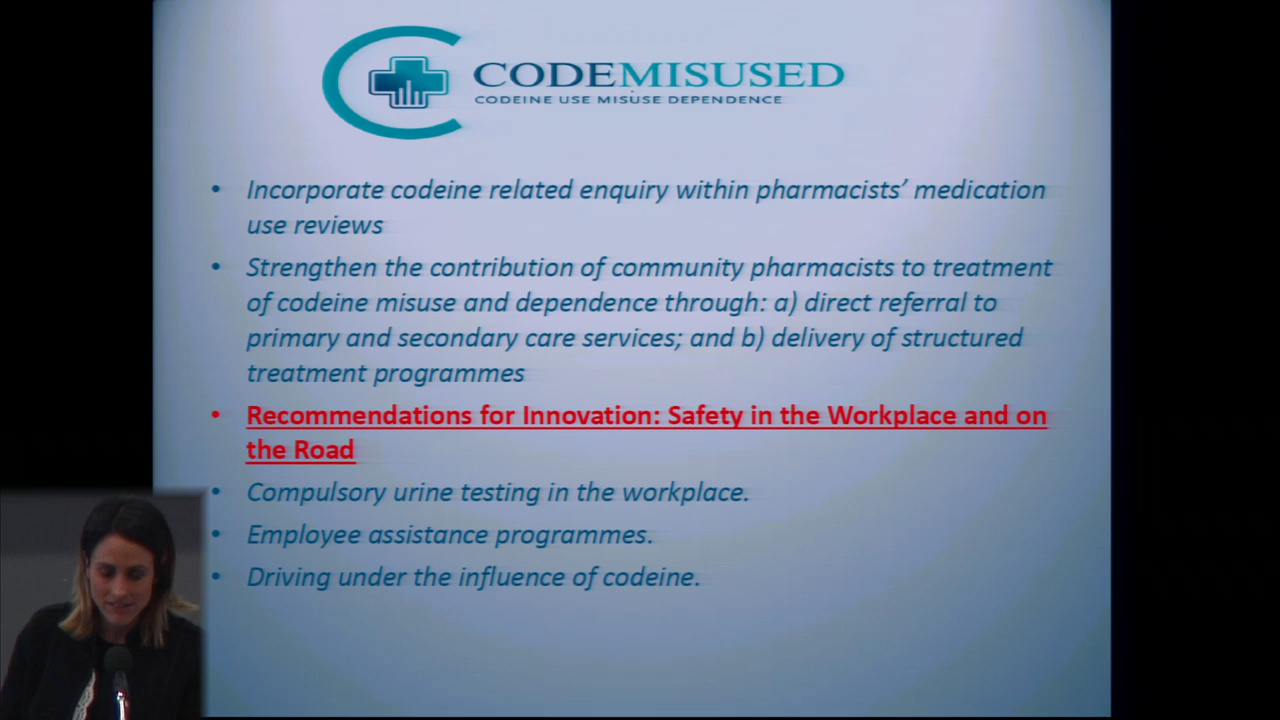 CODEMISUSED
CODEINE USE MISUSE DEPENDENCE
• Incorporate codeine related enquiry within pharmacists’ medication
use reviews
• Strengthen the contribution of community pharmacists to treatment
of codeine misuse and dependence through: a) direct referral to
primary and secondary care services; and b) delivery of structured
treatment programmes
• Recommendations for Innovation: Safety in the Workplace and on
the Road
• Compulsory urine testing in the workplace.
• Employee assistance programmes.
• Driving under the influence of codeine.